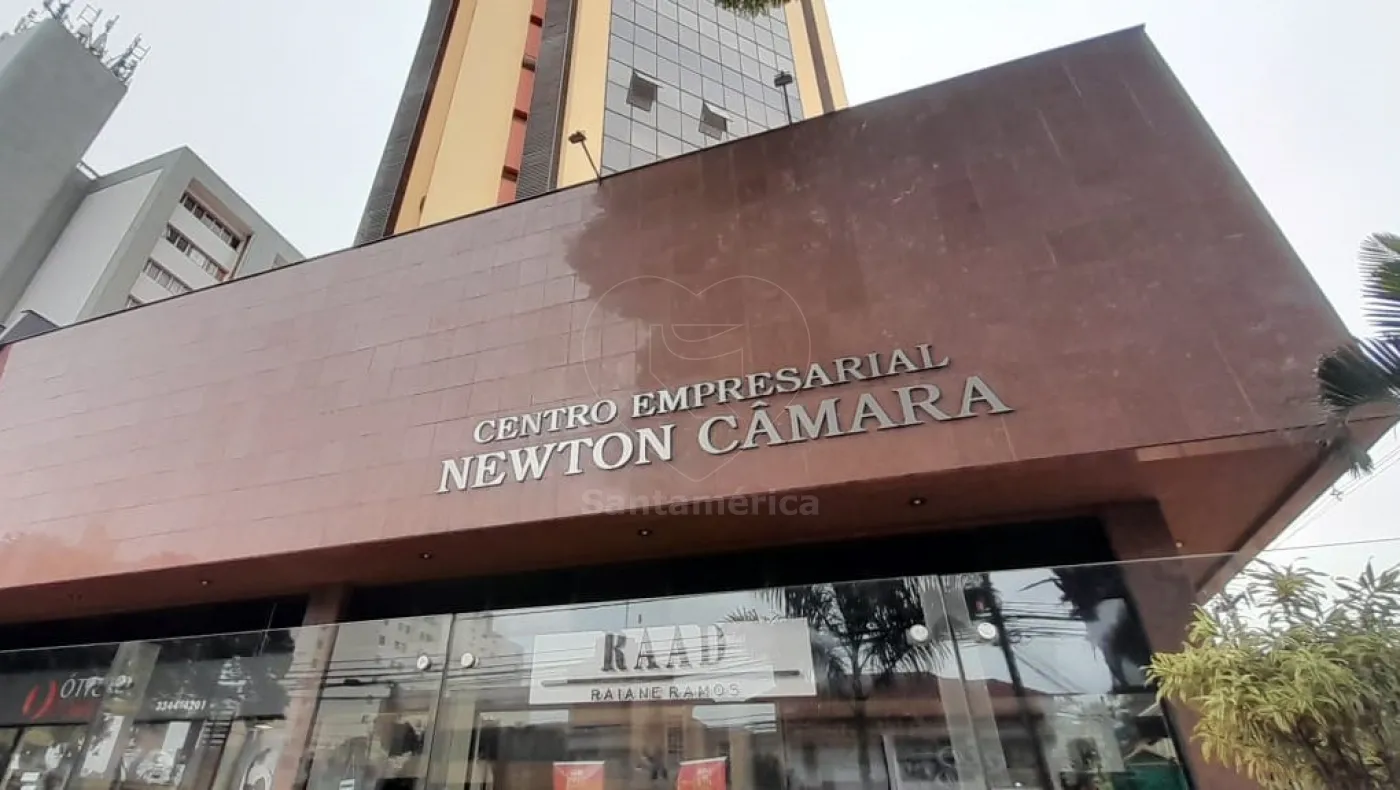 CENTRO EMPRESARIAL
NEWTON CÂMARA
Santamérica
RAAD
RAIANE RAMOS